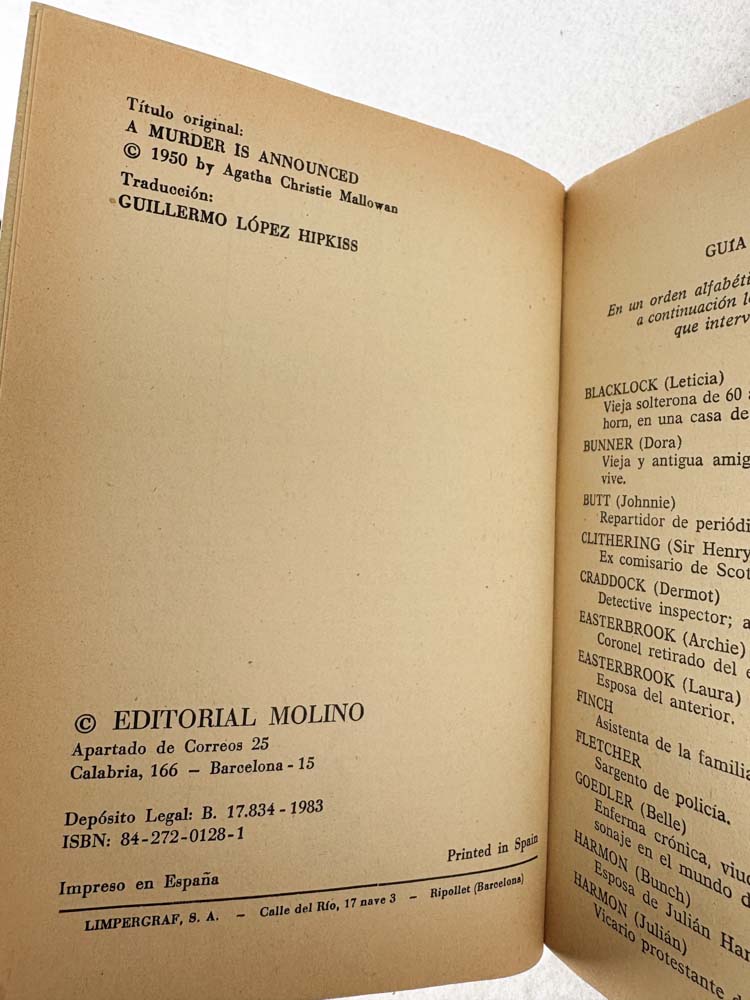 Título original:
A MURDER IS ANNOUNCED
© 1950 by Agatha Christie Mallowan
Traducción:
GUILLERMO LÓPEZ HIPKISS
© EDITORIAL MOLINO
Apartado de Correos 25
Calabria, 166 – Barcelona - 15
Depósito Legal: B. 17.834 - 1983
ISBN: 84-272-0128-1
Printed in Spain
Impreso en España
LIMPERGRAF, S. A. – Calle del Río, 17 nave 3 – Ripollet (Barcelona)
GUIA
En un orden alfabéti
a continuación l
que interv
BLACKLOCK (Leticia)
Vieja solterona de 60 a
horn, en una casa de
BUNNER (Dora)
Vieja y antigua amig
vive.
BUTT (Johnnie)
Repartidor de periódi
CLITHERING (Sir Henry
Ex comisario de Scot
CRADDOCK (Dermot)
Detective inspector; a
EASTERBROOK (Archie)
Coronel retirado del e
EASTERBROOK (Laura)
Esposa del anterior.
FINCH
Asistenta de la familia
FLETCHER
Sargento de policía.
GOEDLER (Belle)
Enferma crónica, viud
sonaje en el mundo d
HARMON (Bunch)
Esposa de Julián Har
HARMON (Julián)
Vicario protestante